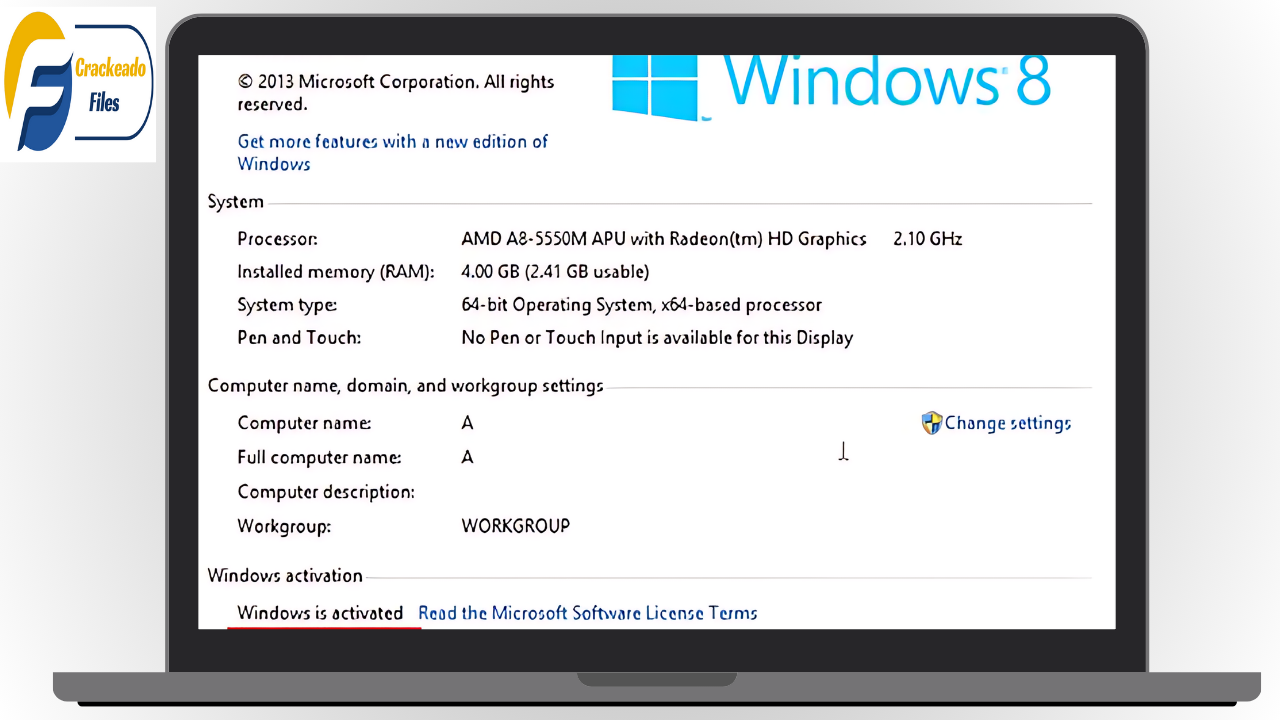 Crackeado
Files
© 2013 Microsoft Corporation. All rights
reserved.
Windows 8
Get more features with a new edition of
Windows
System
Processor: AMD A8-5550M APU with Radeon(tm) HD Graphics 2.10 GHz
Installed memory (RAM): 4.00 GB (2.41 GB usable)
System type: 64-bit Operating System, x64-based processor
Pen and Touch: No Pen or Touch Input is available for this Display
Computer name, domain, and workgroup settings
Computer name: A Change settings
Full computer name: A
Computer description:
Workgroup: WORKGROUP
Windows activation
Windows is activated Read the Microsoft Software License Terms